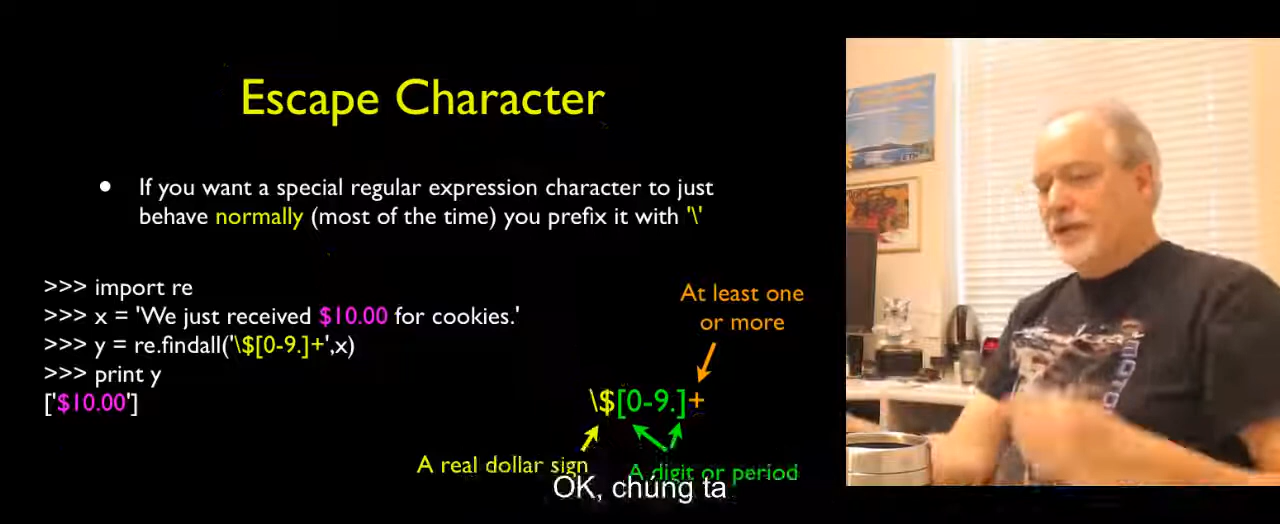 Escape Character
● If you want a special regular expression character to just
behave normally (most of the time) you prefix it with '\'
>>> import re
>>> x = 'We just received $10.00 for cookies.'
>>> y = re.findall('\$[0-9.]+',x)
>>> print y
['$10.00']
At least one
or more
\$[0-9.]+
A real dollar sign
A digit or period
OK, chúng ta